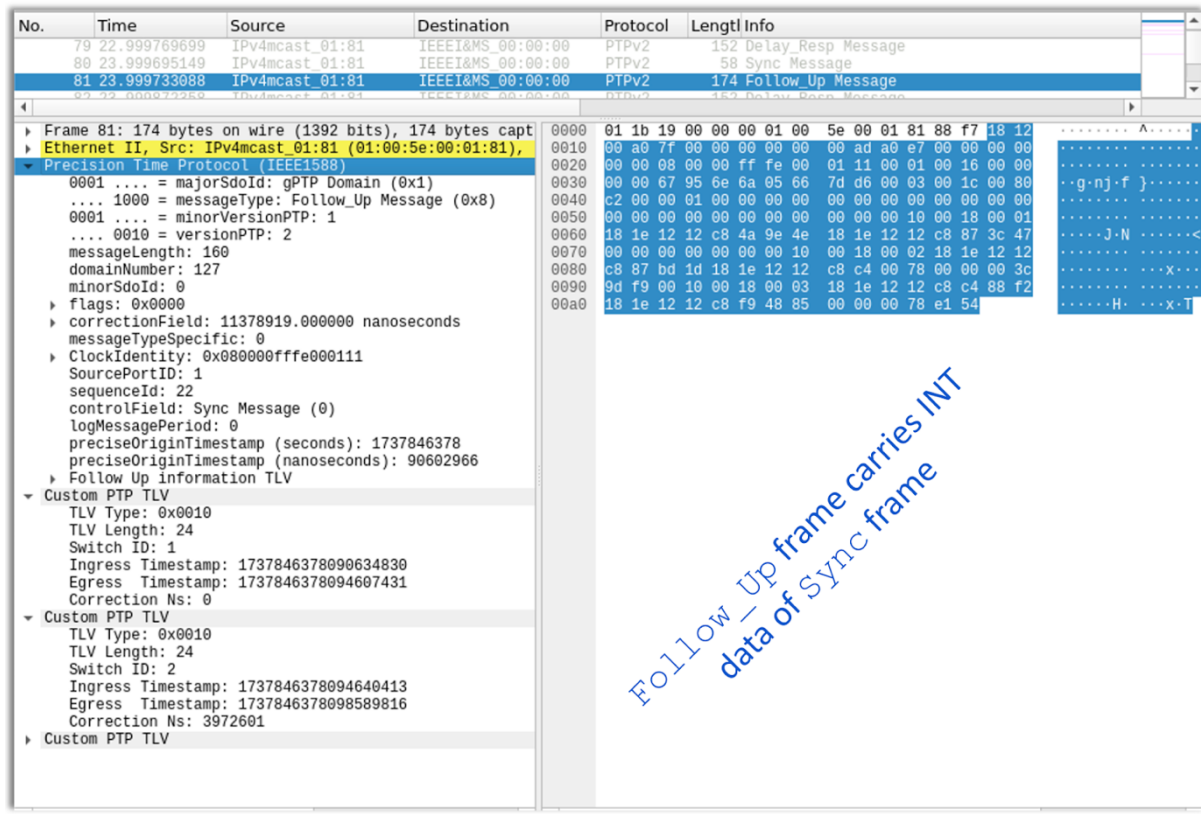 No. Time Source Destination Protocol Lengtl Info
79 22.999769699 IPv4mcast_01:81 IEEEI&MS_00:00:00 PTPv2 152 Delay_Resp Message
80 23.999695149 IPv4mcast_01:81 IEEEI&MS_00:00:00 PTPv2 58 Sync Message
81 23.999733088 IPv4mcast_01:81 IEEEI&MS_00:00:00 PTPv2 174 Follow_Up Message
Frame 81: 174 bytes on wire (1392 bits), 174 bytes capt
Ethernet II, Src: IPv4mcast_01:81 (01:00:5e:00:01:81),
Precision Time Protocol (IEEE1588)
0001 .... = majorSdoId: gPTP Domain (0x1)
.... 1000 = messageType: Follow_Up Message (0x8)
0001 .... = minorVersionPTP: 1
.... 0010 = versionPTP: 2
messageLength: 160
domainNumber: 127
minorSdoId: 0
flags: 0x0000
correctionField: 11378919.000000 nanoseconds
messageTypeSpecific: 0
ClockIdentity: 0x080000fffe000111
SourcePortID: 1
sequenceId: 22
controlField: Sync Message (0)
logMessagePeriod: 0
preciseOriginTimestamp (seconds): 1737846378
preciseOriginTimestamp (nanoseconds): 90602966
Follow Up information TLV
Custom PTP TLV
TLV Type: 0x0010
TLV Length: 24
Switch ID: 1
Ingress Timestamp: 1737846378090634830
Egress  Timestamp: 1737846378094607431
Correction Ns: 0
Custom PTP TLV
TLV Type: 0x0010
TLV Length: 24
Switch ID: 2
Ingress Timestamp: 1737846378094640413
Egress  Timestamp: 1737846378098589816
Correction Ns: 3972601
Custom PTP TLV
0000 01 1b 19 00 00 00 01 00 5e 00 01 81 88 f7 18 12 ········ ^·····
0010 00 a0 7f 00 00 00 00 00 00 ad a0 e7 00 00 00 00 ········ ········
0020 00 00 08 00 00 ff fe 00 01 11 00 01 00 16 00 00 ········ ········
0030 00 00 67 95 6e 6a 05 66 7d d6 00 03 00 1c 00 80 ··g·nj·f }······
0040 c2 00 00 01 00 00 00 00 00 00 00 00 00 00 00 00 ········ ········
0050 00 00 00 00 00 00 00 00 00 00 00 10 00 18 00 01 ········ ········
0060 18 1e 12 12 c8 4a 9e 4e 18 1e 12 12 c8 87 3c 47 ·····J·N ······<
0070 00 00 00 00 00 00 00 10 00 18 00 02 18 1e 12 12 ········ ········
0080 c8 87 bd 1d 18 1e 12 12 c8 c4 00 78 00 00 00 3c ········ ···x···
0090 9d f9 00 10 00 18 00 03 18 1e 12 12 c8 c4 88 f2 ········ ········
00a0 18 1e 12 12 c8 f9 48 85 00 00 00 78 e1 54 ······H· ···x·T
Follow_Up frame carries INT
data of Sync frame